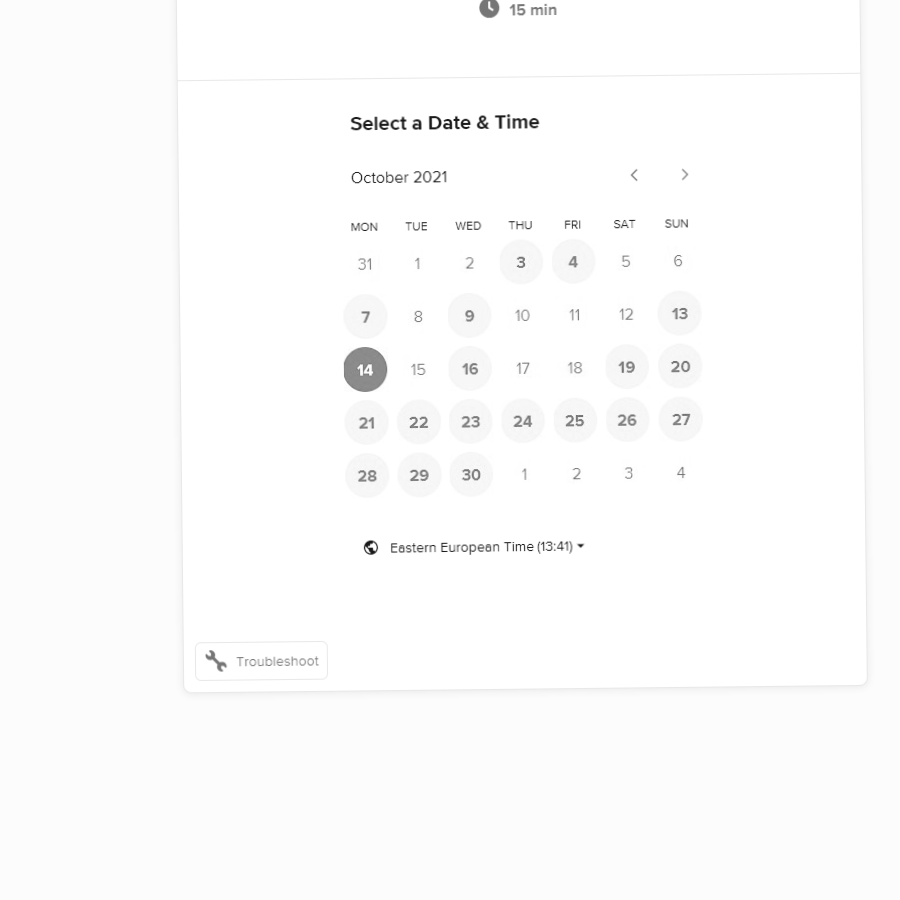 15 min
Select a Date & Time
October 2021
MON TUE WED THU FRI SAT SUN
31 1 2 3 4 5 6
7 8 9 10 11 12 13
14 15 16 17 18 19 20
21 22 23 24 25 26 27
28 29 30 1 2 3 4
Eastern European Time (13:41)
Troubleshoot